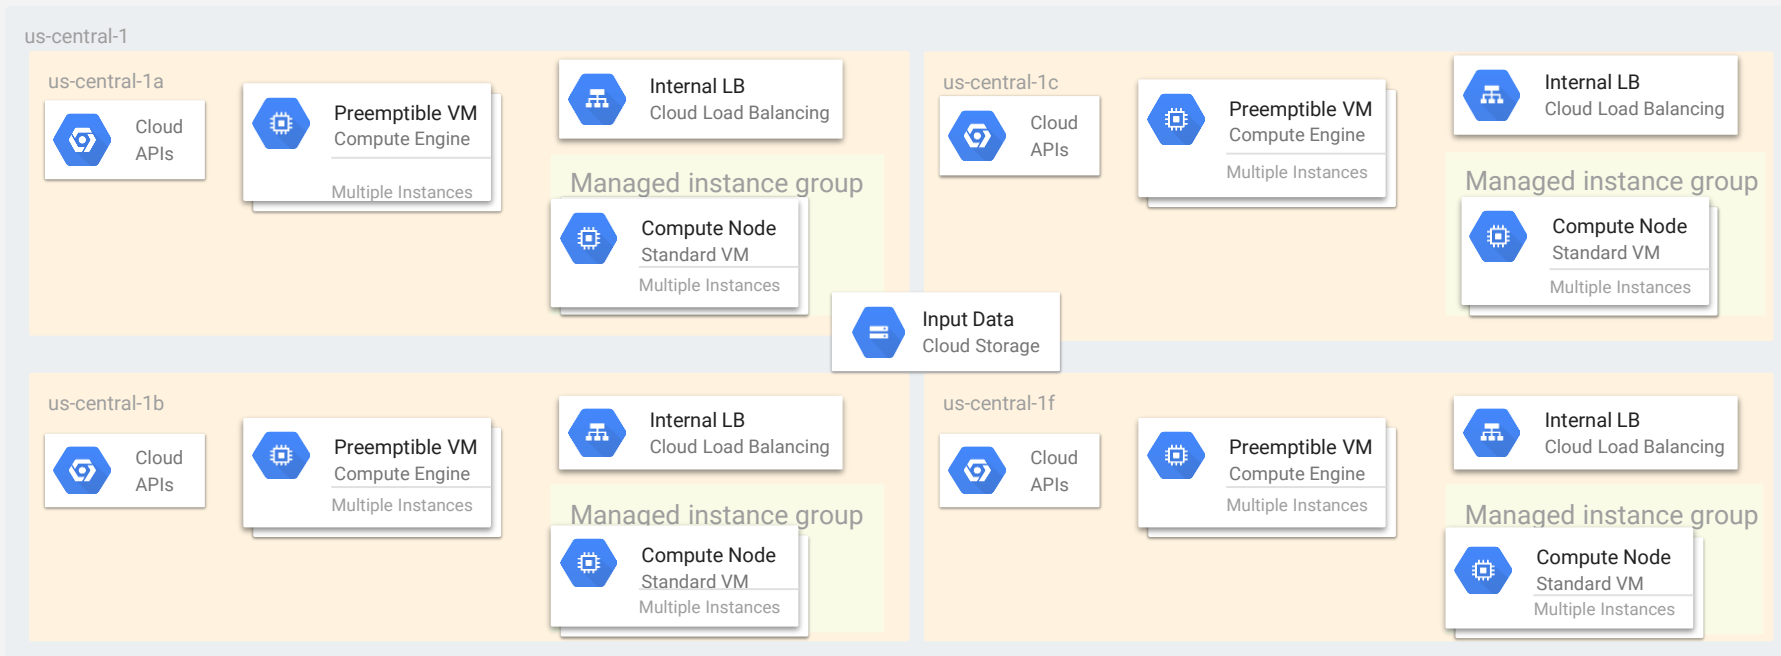 us-central-1
us-central-1a
Cloud
APIs
Preemptible VM
Compute Engine
Multiple Instances
Internal LB
Cloud Load Balancing
Managed instance group
Compute Node
Standard VM
Multiple Instances
us-central-1c
Cloud
APIs
Preemptible VM
Compute Engine
Multiple Instances
Internal LB
Cloud Load Balancing
Managed instance group
Compute Node
Standard VM
Multiple Instances
Input Data
Cloud Storage
us-central-1b
Cloud
APIs
Preemptible VM
Compute Engine
Multiple Instances
Internal LB
Cloud Load Balancing
Managed instance group
Compute Node
Standard VM
Multiple Instances
us-central-1f
Cloud
APIs
Preemptible VM
Compute Engine
Multiple Instances
Internal LB
Cloud Load Balancing
Managed instance group
Compute Node
Standard VM
Multiple Instances